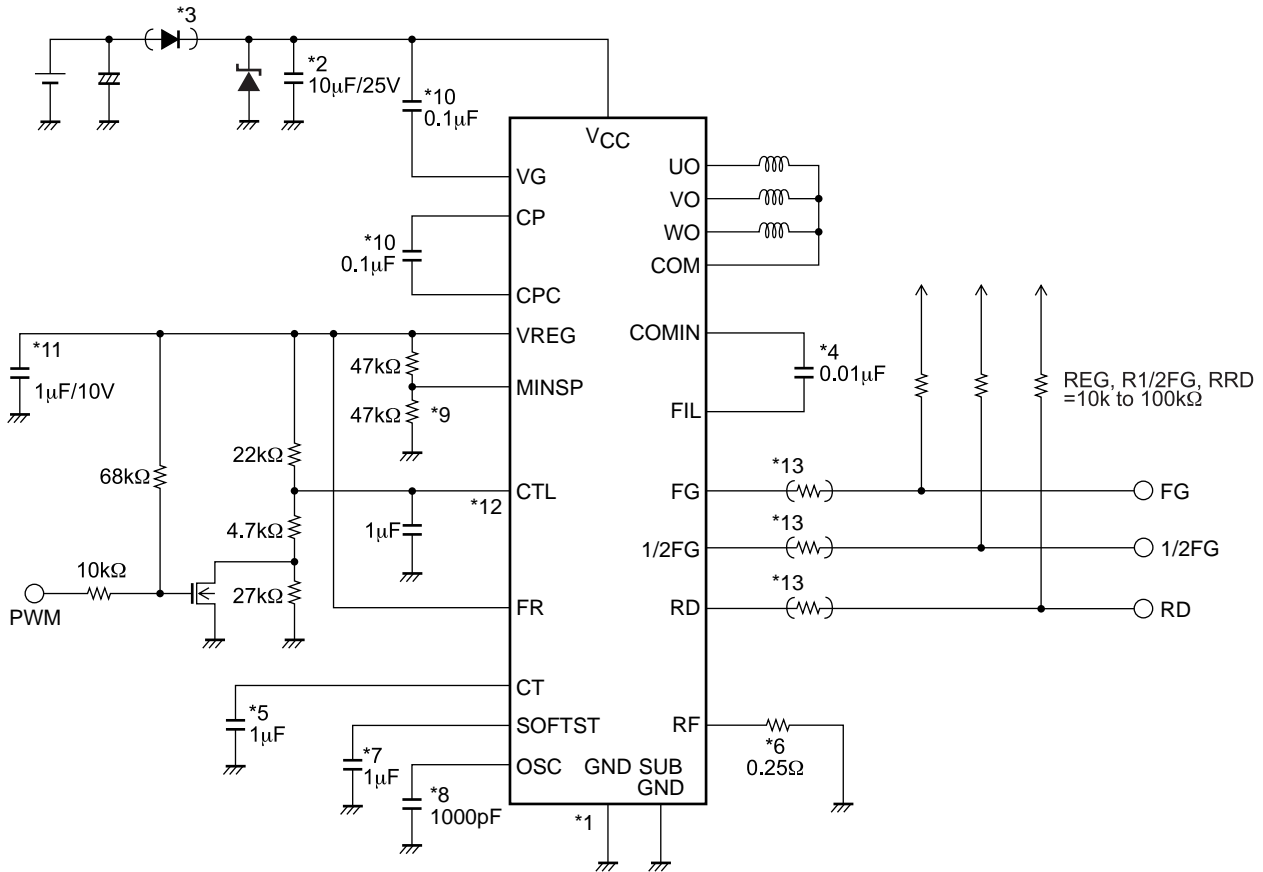 *3
*2
10μF/25V
*10
0.1μF
VCC
VG
UO
CP
VO
*10
0.1μF
WO
COM
CPC
VREG
COMIN
*11
1μF/10V
47kΩ
MINSP
*4
0.01μF
REG, R1/2FG, RRD
=10k to 100kΩ
47kΩ
*9
FIL
22kΩ
68kΩ
*13
*12
CTL
FG
FG
4.7kΩ
1μF
*13
1/2FG
1/2FG
10kΩ
*13
27kΩ
PWM
FR
RD
RD
CT
*5
1μF
SOFTST
RF
*7
1μF
*6
0.25Ω
OSC
GND
SUB
GND
*8
1000pF
*1